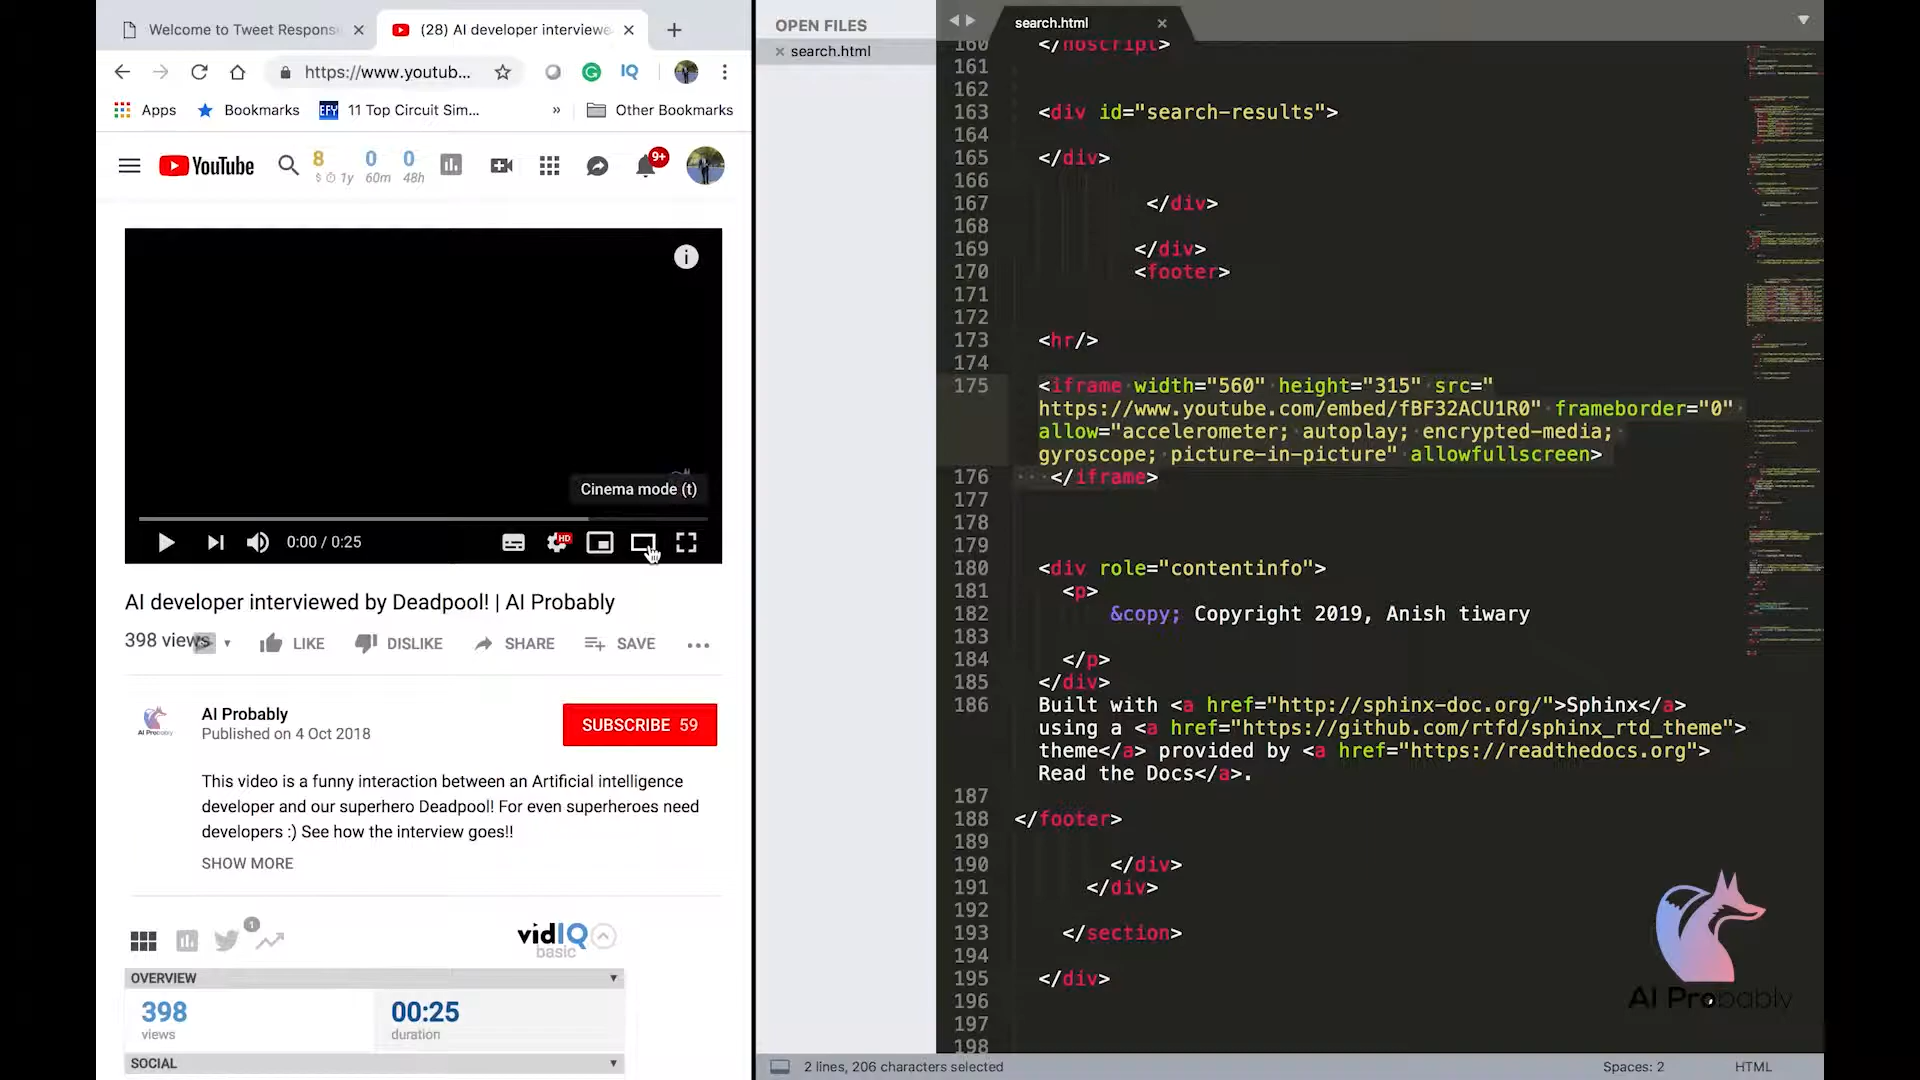 Welcome to Tweet Respons
(28) AI developer interviewe
https://www.youtub...
IQ
Apps
Bookmarks
EFY
11 Top Circuit Sim...
»
Other Bookmarks
YouTube
8
$ 1y
0
60m
0
48h
9+
i
Cinema mode (t)
0:00 / 0:25
HD
AI developer interviewed by Deadpool! | AI Probably
398 views
LIKE
DISLIKE
SHARE
SAVE
AI Probably
AI Probably
Published on 4 Oct 2018
SUBSCRIBE 59
This video is a funny interaction between an Artificial intelligence
developer and our superhero Deadpool! For even superheroes need
developers :) See how the interview goes!!
SHOW MORE
1
vidIQ
basic
OVERVIEW
398
views
00:25
duration
SOCIAL
OPEN FILES
search.html
search.html
160 </noscript>
161
162
163 <div id="search-results">
164
165 </div>
166
167 </div>
168
169 </div>
170 <footer>
171
172
173 <hr/>
174
175 <iframe width="560" height="315" src="
https://www.youtube.com/embed/fBF32ACU1R0" frameborder="0"
allow="accelerometer; autoplay; encrypted-media;
gyroscope; picture-in-picture" allowfullscreen>
176 </iframe>
177
178
179
180 <div role="contentinfo">
181 <p>
182 &copy; Copyright 2019, Anish tiwary
183
184 </p>
185 </div>
186 Built with <a href="http://sphinx-doc.org/">Sphinx</a>
using a <a href="https://github.com/rtfd/sphinx_rtd_theme">
theme</a> provided by <a href="https://readthedocs.org">
Read the Docs</a>.
187
188 </footer>
189
190 </div>
191 </div>
192
193 </section>
194
195 </div>
196
197
198
AI Probably
2 lines, 206 characters selected
Spaces: 2
HTML